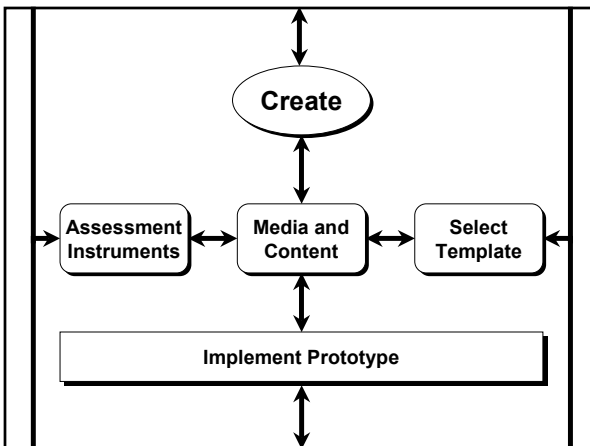 Create
Assessment
Instruments
Media and
Content
Select
Template
Implement Prototype